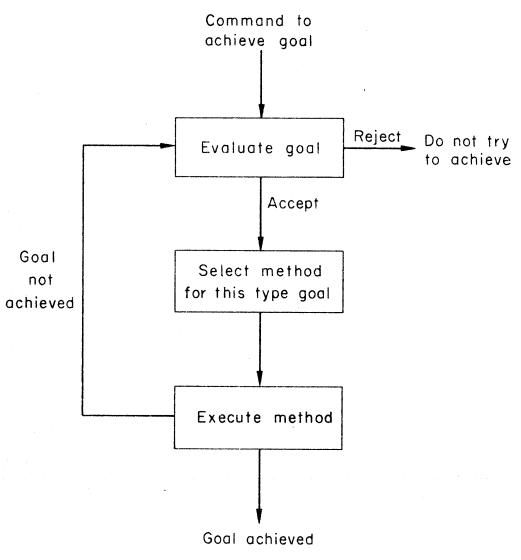 Command to
achieve goal
Evaluate goal
Reject
Do not try
to achieve
Accept
Goal
not
achieved
Select method
for this type goal
Execute method
Goal achieved